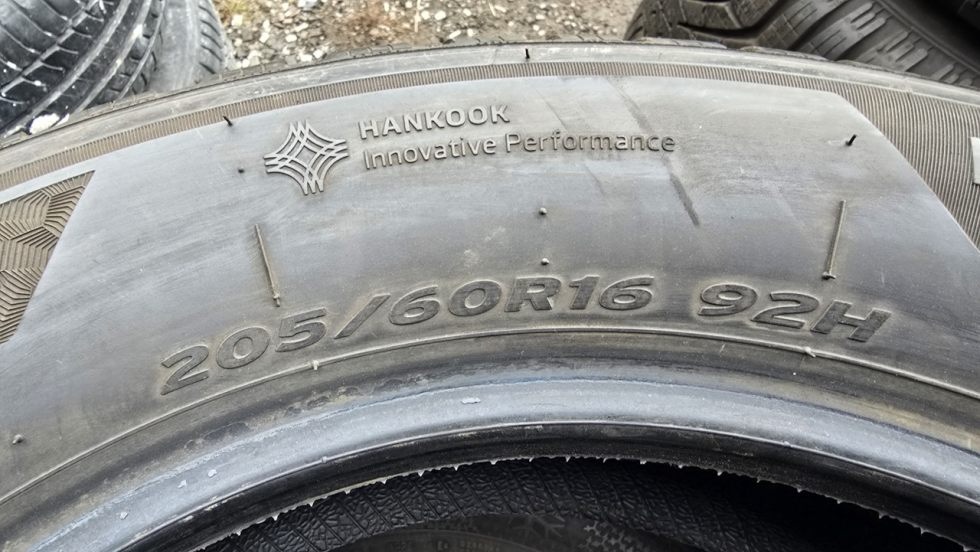 HANKOOK
Innovative Performance
205/60R16 92H